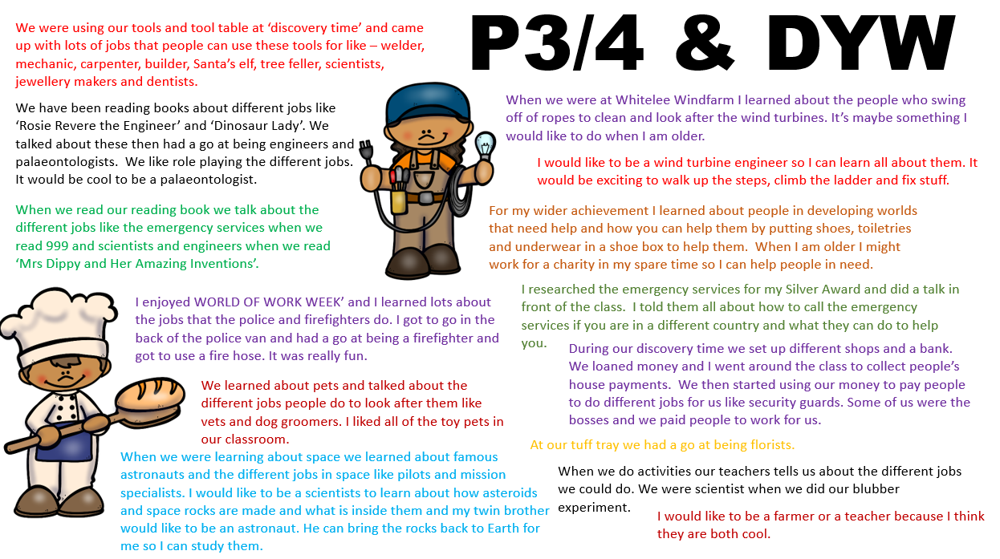 P3/4 & DYW
We were using our tools and tool table at ‘discovery time’ and came
up with lots of jobs that people can use these tools for like – welder,
mechanic, carpenter, builder, Santa’s elf, tree feller, scientists,
jewellery makers and dentists.
We have been reading books about different jobs like
‘Rosie Revere the Engineer’ and ‘Dinosaur Lady’. We
talked about these then had a go at being engineers and
palaeontologists.  We like role playing the different jobs.
It would be cool to be a palaeontologist.
When we read our reading book we talk about the
different jobs like the emergency services when we
read 999 and scientists and engineers when we read
‘Mrs Dippy and Her Amazing Inventions’.
I enjoyed WORLD OF WORK WEEK’ and I learned lots about
the jobs that the police and firefighters do. I got to go in the
back of the police van and had a go at being a firefighter and
got to use a fire hose. It was really fun.
We learned about pets and talked about the
different jobs people do to look after them like
vets and dog groomers. I liked all of the toy pets in
our classroom.
When we were learning about space we learned about famous
astronauts and the different jobs in space like pilots and mission
specialists. I would like to be a scientists to learn about how asteroids
and space rocks are made and what is inside them and my twin brother
would like to be an astronaut. He can bring the rocks back to Earth for
me so I can study them.
When we were at Whitelee Windfarm I learned about the people who swing
off of ropes to clean and look after the wind turbines. It’s maybe something I
would like to do when I am older.
I would like to be a wind turbine engineer so I can learn all about them. It
would be exciting to walk up the steps, climb the ladder and fix stuff.
For my wider achievement I learned about people in developing worlds
that need help and how you can help them by putting shoes, toiletries
and underwear in a shoe box to help them.  When I am older I might
work for a charity in my spare time so I can help people in need.
I researched the emergency services for my Silver Award and did a talk in
front of the class.  I told them all about how to call the emergency
services if you are in a different country and what they can do to help
you.
During our discovery time we set up different shops and a bank.
We loaned money and I went around the class to collect people’s
house payments.  We then started using our money to pay people
to do different jobs for us like security guards. Some of us were the
bosses and we paid people to work for us.
At our tuff tray we had a go at being florists.
When we do activities our teachers tells us about the different jobs
we could do. We were scientist when we did our blubber
experiment.
I would like to be a farmer or a teacher because I think
they are both cool.